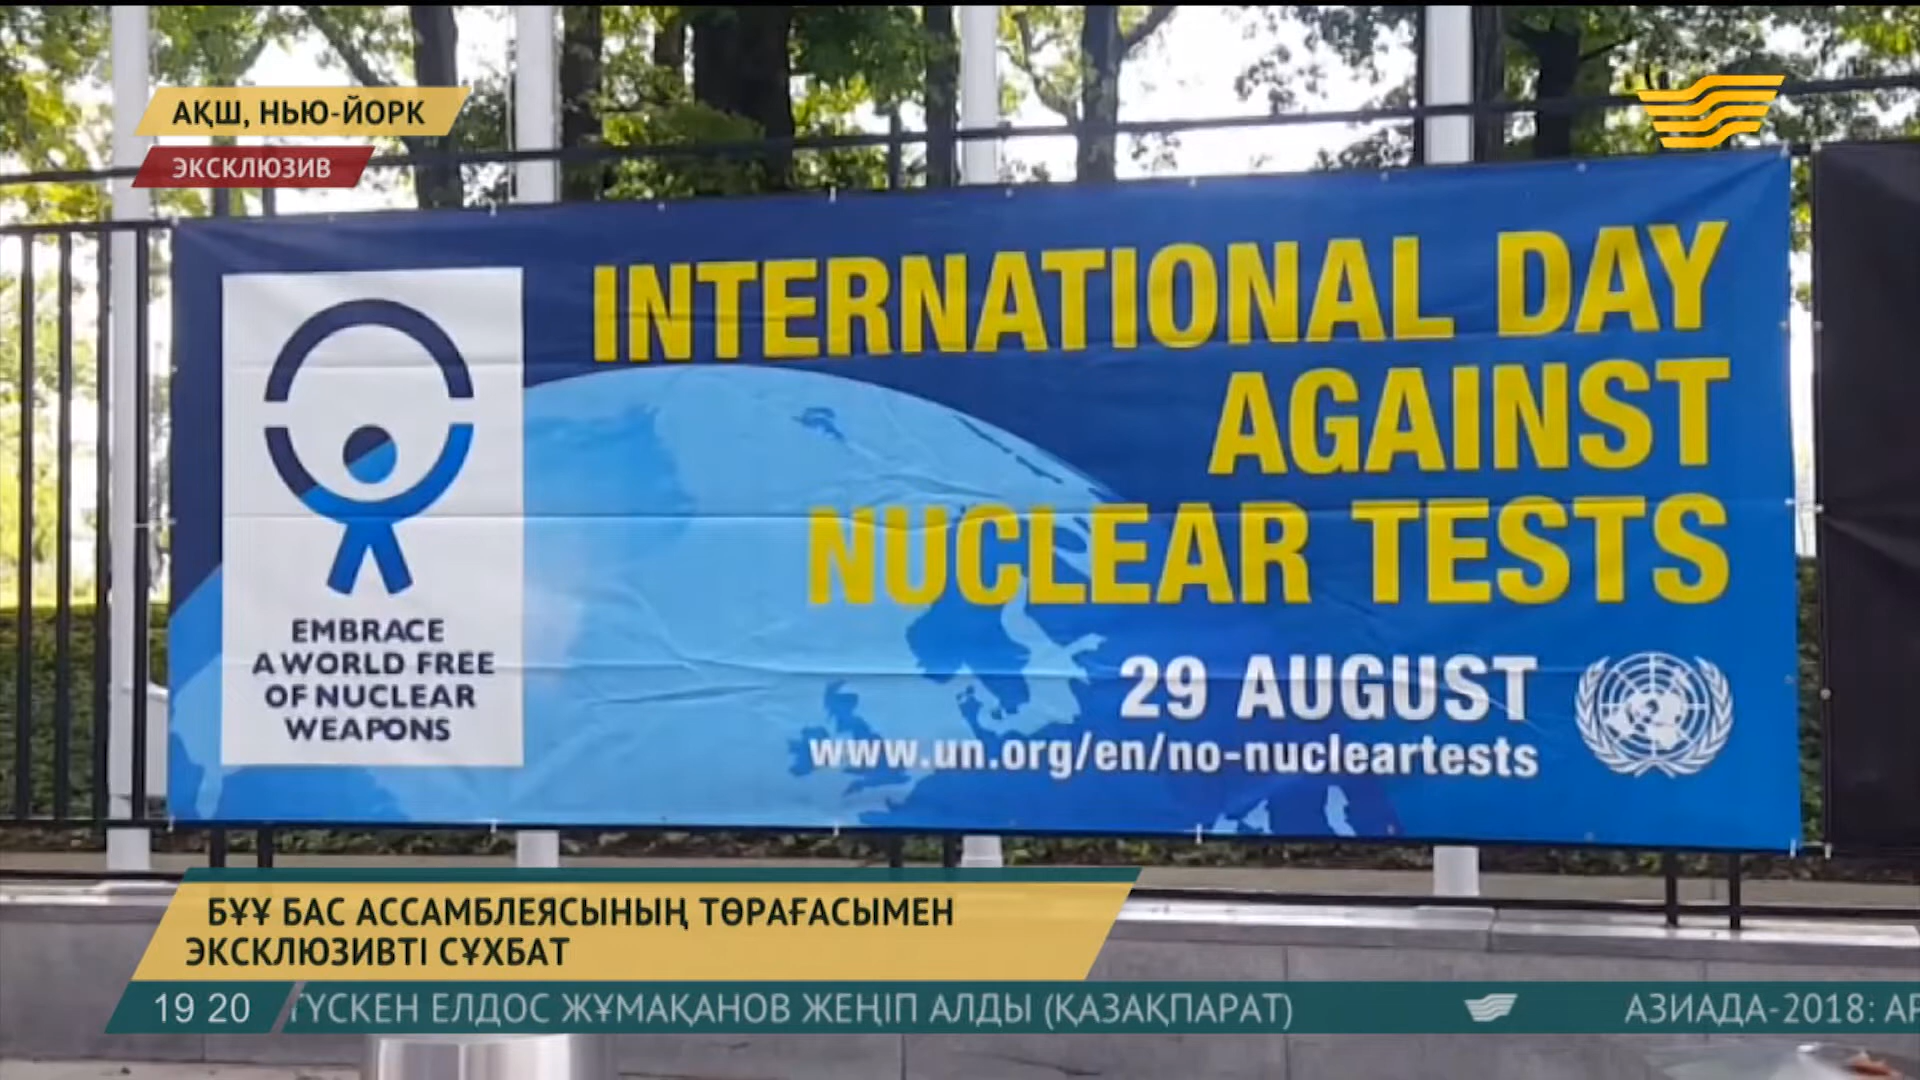 АҚШ, НЬЮ-ЙОРК
ЭКСКЛЮЗИВ
INTERNATIONAL DAY
AGAINST
NUCLEAR TESTS
29 AUGUST
www.un.org/en/no-nucleartests
EMBRACE
A WORLD FREE
OF NUCLEAR
WEAPONS
БҰҰ БАС АССАМБЛЕЯСЫНЫҢ ТӨРАҒАСЫМЕН
ЭКСКЛЮЗИВТІ СҰХБАТ
19 20
ТҮСКЕН ЕЛДОС ЖҰМАҚАНОВ ЖЕҢІП АЛДЫ (ҚАЗАҚПАРАТ)
АЗИАДА-2018: